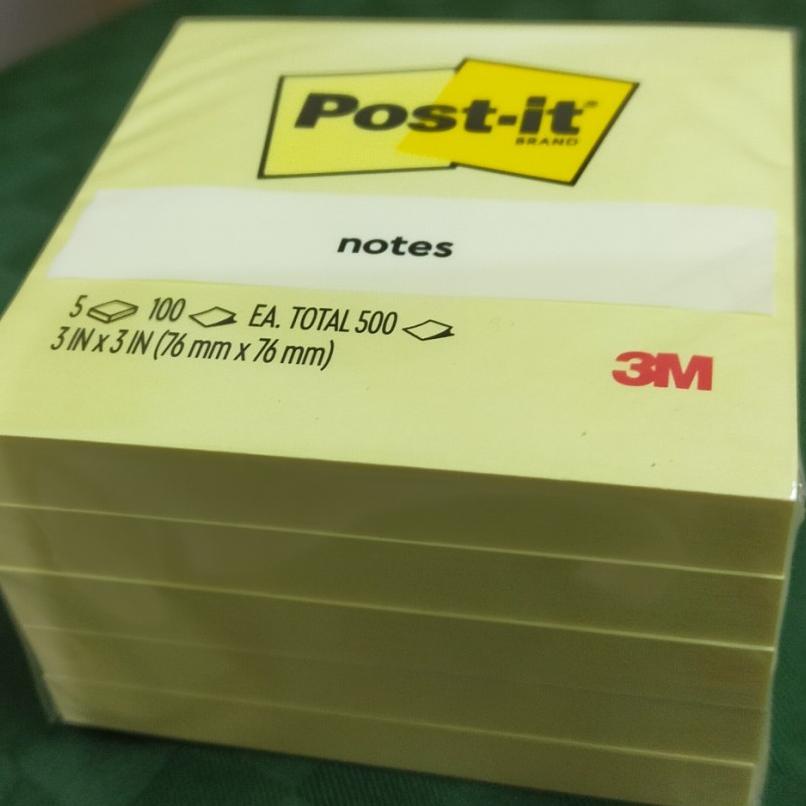 Post-it®
BRAND
notes
5 100 EA. TOTAL 500
3 IN x 3 IN (76 mm x 76 mm)
3M